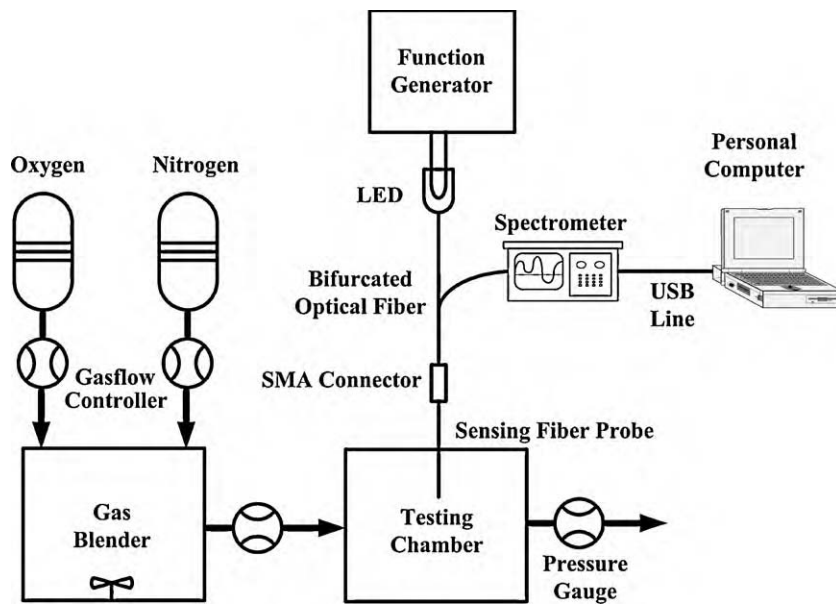 Function
Generator
Oxygen
Nitrogen
LED
Personal
Computer
Spectrometer
Bifurcated
Optical Fiber
USB
Line
Gasflow
Controller
SMA Connector
Sensing Fiber Probe
Gas
Blender
Testing
Chamber
Pressure
Gauge